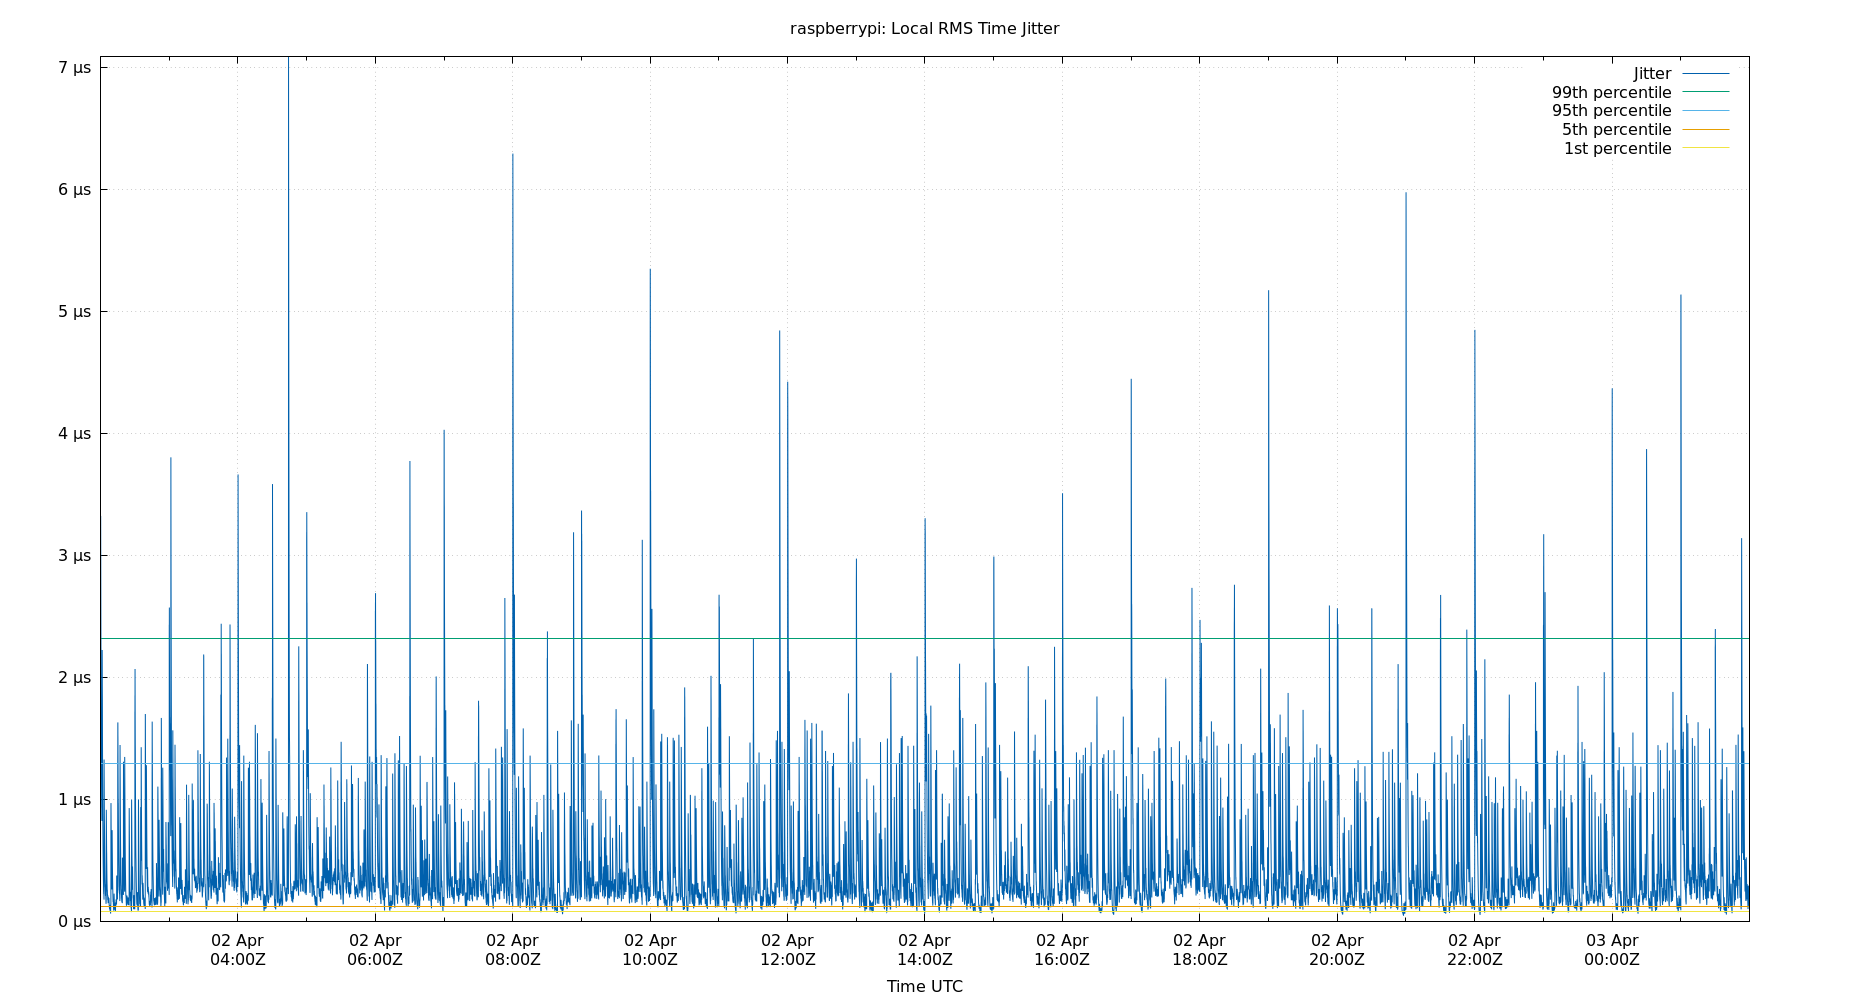 raspberrypi: Local RMS Time Jitter
7 µs
6 µs
5 µs
4 µs
3 µs
2 µs
1 µs
0 µs
Jitter
99th percentile
95th percentile
5th percentile
1st percentile
02 Apr
04:00Z
02 Apr
06:00Z
02 Apr
08:00Z
02 Apr
10:00Z
02 Apr
12:00Z
02 Apr
14:00Z
02 Apr
16:00Z
02 Apr
18:00Z
02 Apr
20:00Z
02 Apr
22:00Z
03 Apr
00:00Z
Time UTC